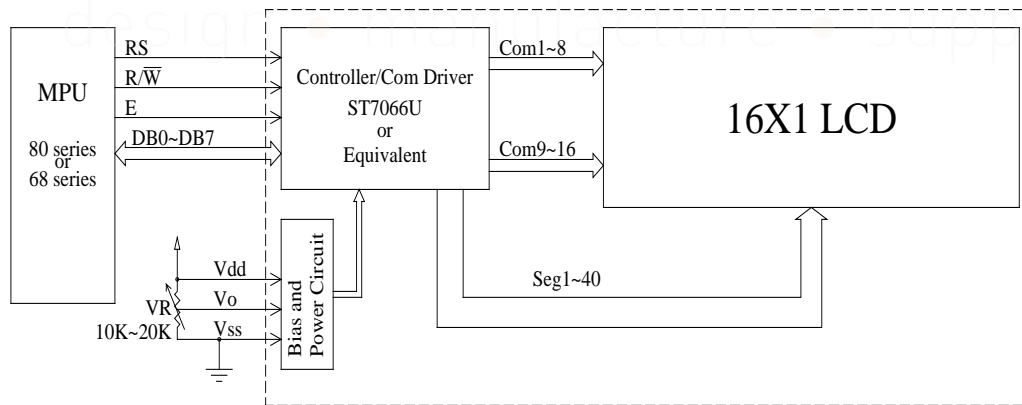 design • manufacture • supp
MPU
80 series
or
68 series
RS
R/W̅
E
DB0~DB7
Controller/Com Driver
ST7066U
or
Equivalent
Com1~8
Com9~16
16X1 LCD
Seg1~40
Vdd
Vo
Vss
VR
10K~20K
Bias and
Power Circuit